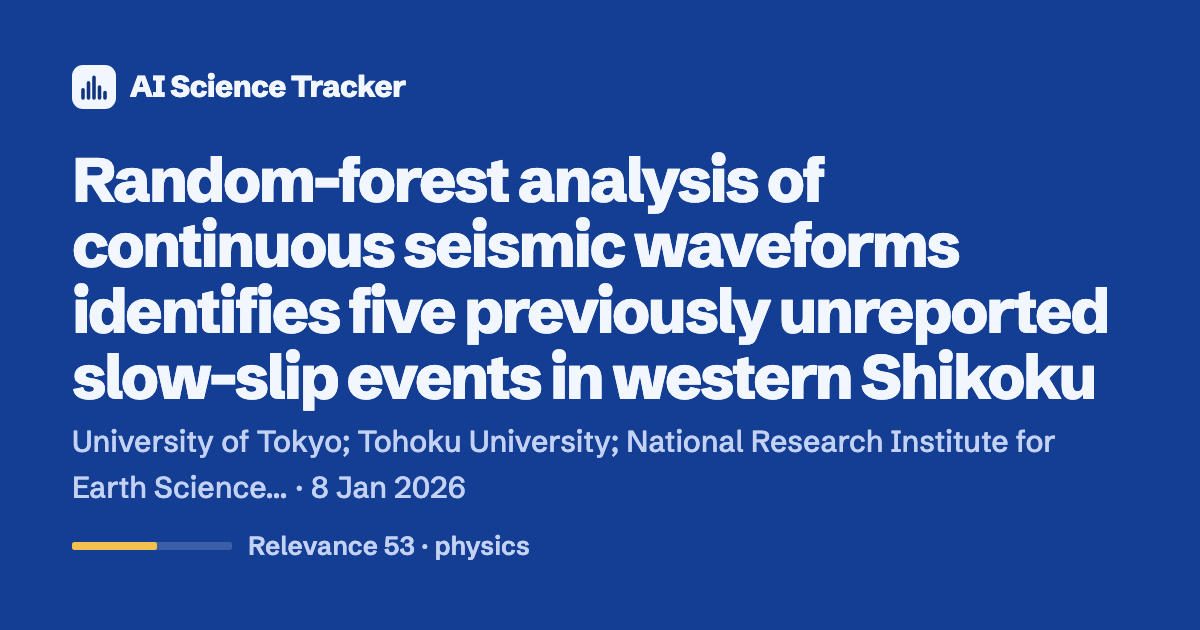 AI Science Tracker
Random-forest analysis of
continuous seismic waveforms
identifies five previously unreported
slow-slip events in western Shikoku
University of Tokyo; Tohoku University; National Research Institute for
Earth Science... · 8 Jan 2026
Relevance 53 · physics